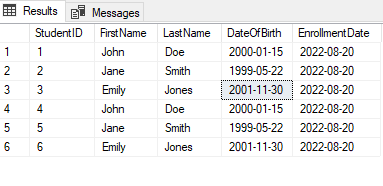 Results Messages
StudentID FirstName LastName DateOfBirth EnrollmentDate
1 1 John Doe 2000-01-15 2022-08-20
2 2 Jane Smith 1999-05-22 2022-08-20
3 3 Emily Jones 2001-11-30 2022-08-20
4 4 John Doe 2000-01-15 2022-08-20
5 5 Jane Smith 1999-05-22 2022-08-20
6 6 Emily Jones 2001-11-30 2022-08-20